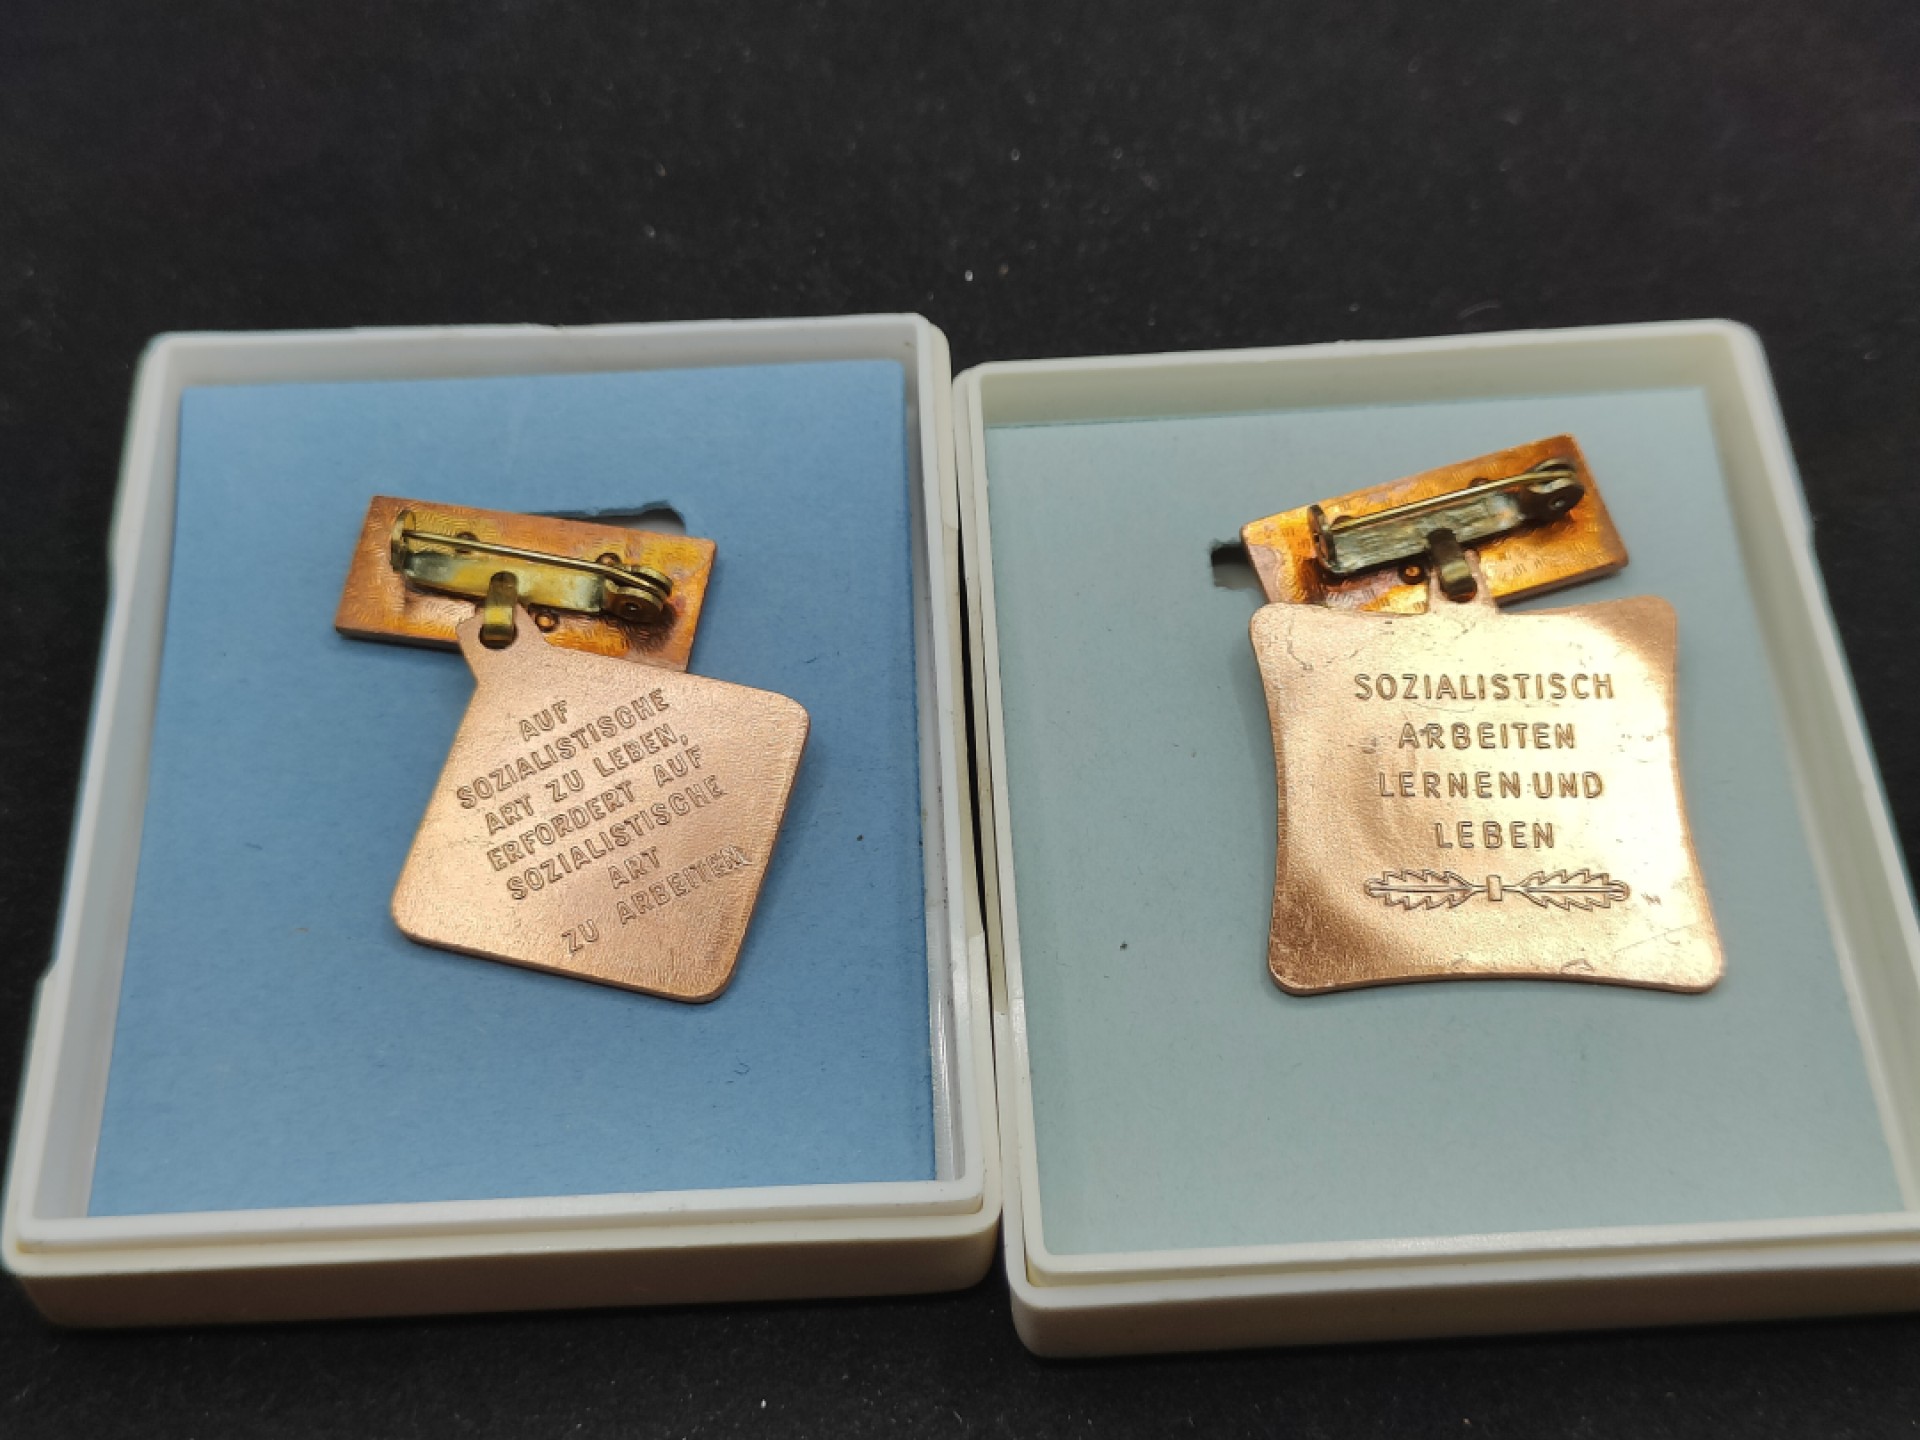 AUF
SOZIALISTISCHE
ART ZU LEBEN,
ERFORDERT AUF
SOZIALISTISCHE
ART
ZU ARBEITEN
SOZIALISTISCH
ARBEITEN
LERNEN UND
LEBEN